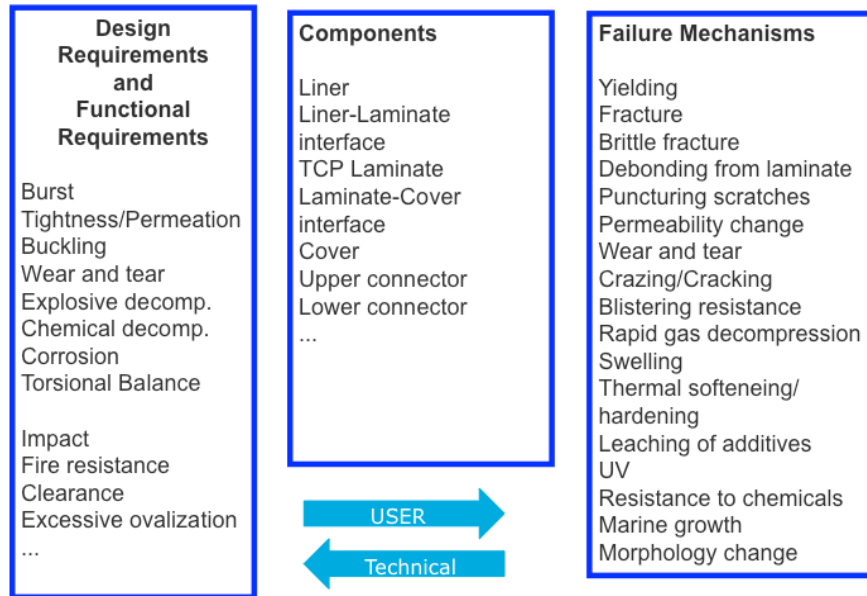 Design
Requirements
and
Functional
Requirements
Burst
Tightness/Permeation
Buckling
Wear and tear
Explosive decomp.
Chemical decomp.
Corrosion
Torsional Balance
Impact
Fire resistance
Clearance
Excessive ovalization
...
Components
Liner
Liner-Laminate
interface
TCP Laminate
Laminate-Cover
interface
Cover
Upper connector
Lower connector
...
USER
Technical
Failure Mechanisms
Yielding
Fracture
Brittle fracture
Debonding from laminate
Puncturing scratches
Permeability change
Wear and tear
Crazing/Cracking
Blistering resistance
Rapid gas decompression
Swelling
Thermal softeneing/
hardening
Leaching of additives
UV
Resistance to chemicals
Marine growth
Morphology change